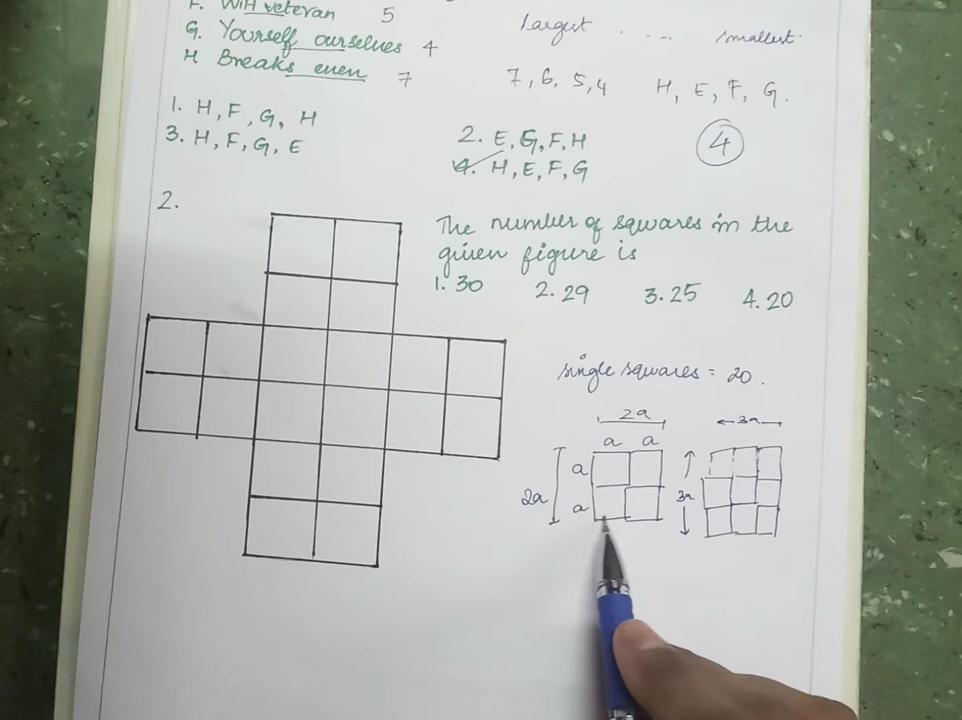 F. With veteran 5
G. Yourself ourselves 4
H Breaks even 7
Largest .... smallest.
7, 6, 5, 4 H, E, F, G.
1. H, F, G, H
2. E, G, F, H
3. H, F, G, E
4. H, E, F, G
4
2.
The number of squares in the
given figure is
1. 30 2. 29 3. 25 4. 20
single squares = 20.
2a
a a
2a
a
a
3a
3a